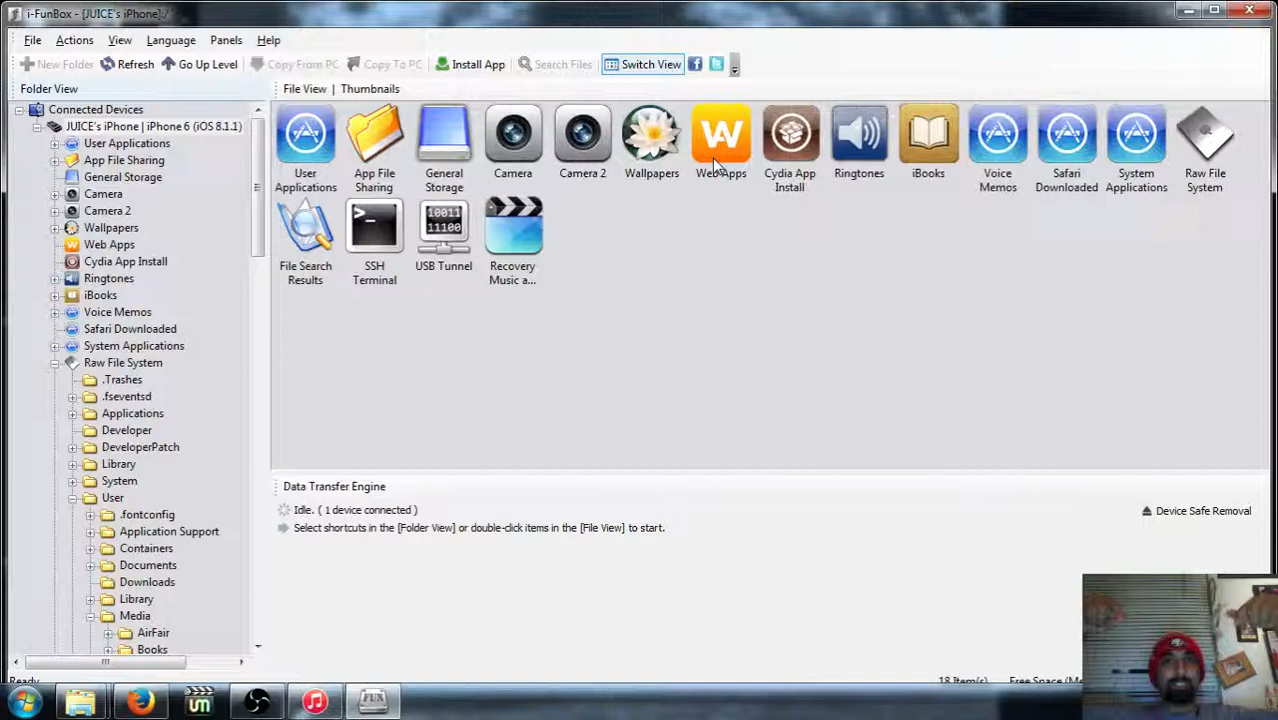 i-FunBox - [JUICE's iPhone]:/
File Actions View Language Panels Help
New Folder Refresh Go Up Level Copy From PC Copy To PC Install App Search Files Switch View
Folder View
File View Thumbnails
Connected Devices
JUICE's iPhone | iPhone 6 (iOS 8.1.1)
User Applications
App File Sharing
General Storage
Camera
Camera 2
Wallpapers
Web Apps
Cydia App Install
Ringtones
iBooks
Voice Memos
Safari Downloaded
System Applications
Raw File System
.Trashes
.fseventsd
Applications
Developer
DeveloperPatch
Library
System
User
.fontconfig
Application Support
Containers
Documents
Downloads
Library
Media
AirFair
Books
User Applications
App File Sharing
General Storage
Camera
Camera 2
Wallpapers
Web Apps
Cydia App Install
Ringtones
iBooks
Voice Memos
Safari Downloaded
System Applications
Raw File System
File Search Results
SSH Terminal
USB Tunnel
Recovery Music a...
Data Transfer Engine
Idle. ( 1 device connected )
Device Safe Removal
Select shortcuts in the [Folder View] or double-click items in the [File View] to start.
Ready
18 Item(s) Free Space